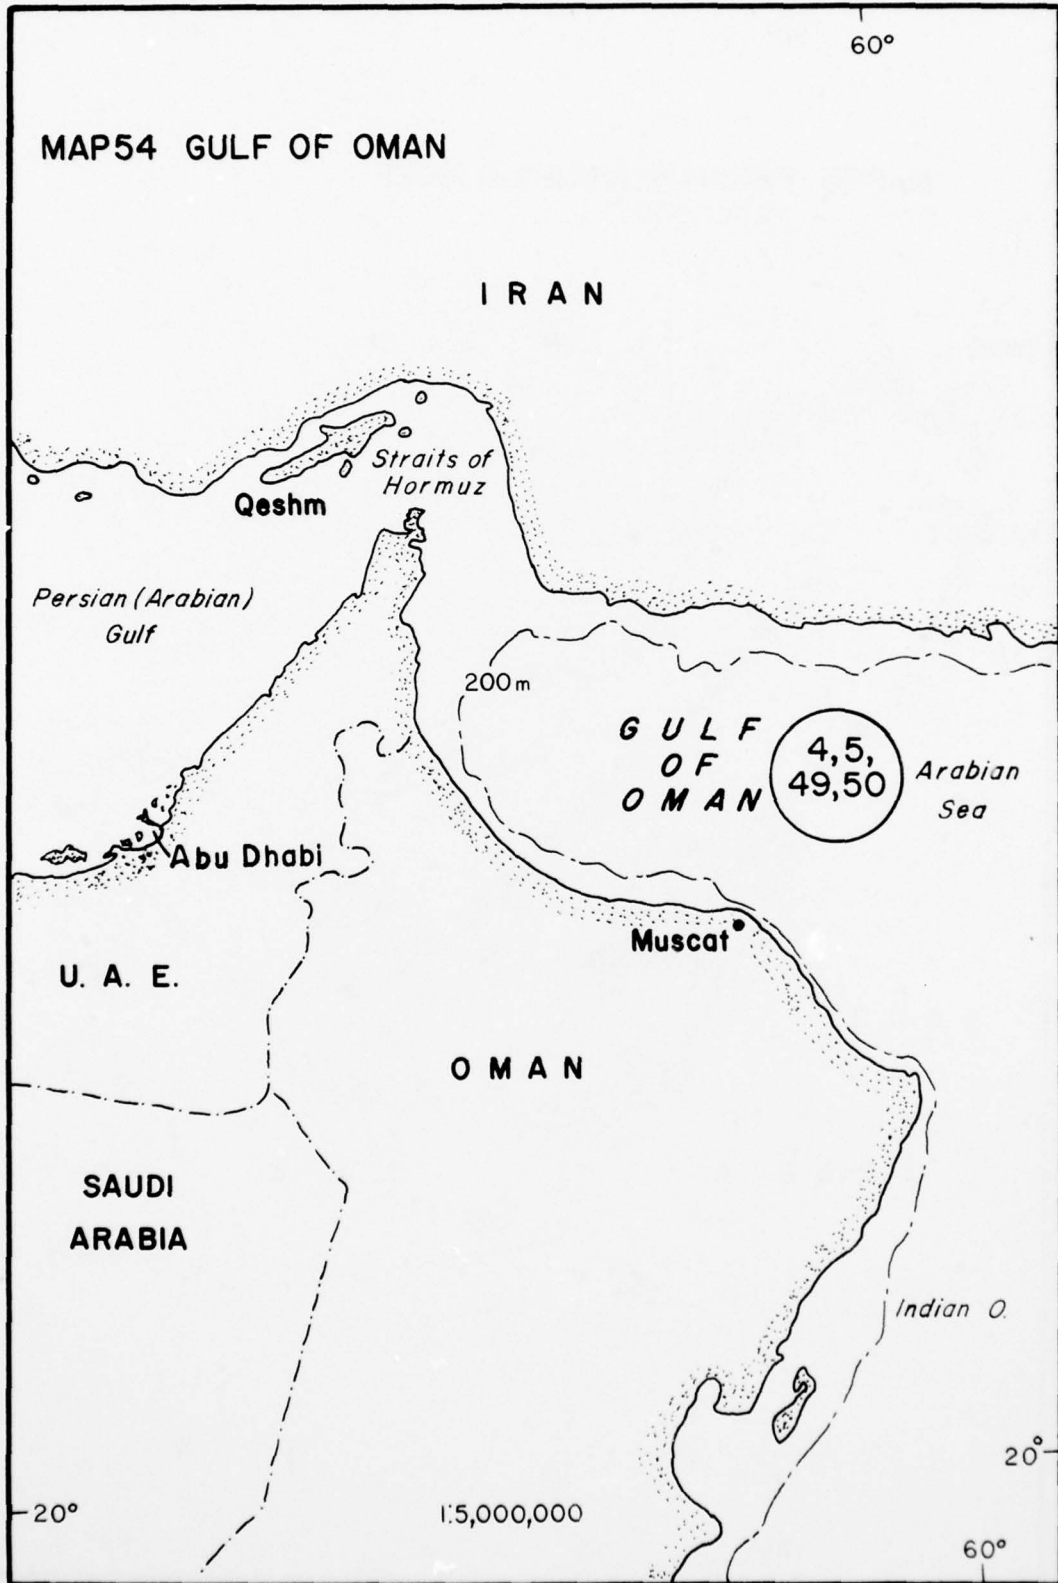 60°
MAP54 GULF OF OMAN
IRAN
Straits of
Hormuz
Qeshm
Persian (Arabian)
Gulf
200m
GULF
OF
OMAN
4,5,
49,50
Arabian
Sea
Abu Dhabi
Muscat
U. A. E.
OMAN
SAUDI
ARABIA
Indian O.
20°
20°
1:5,000,000
60°